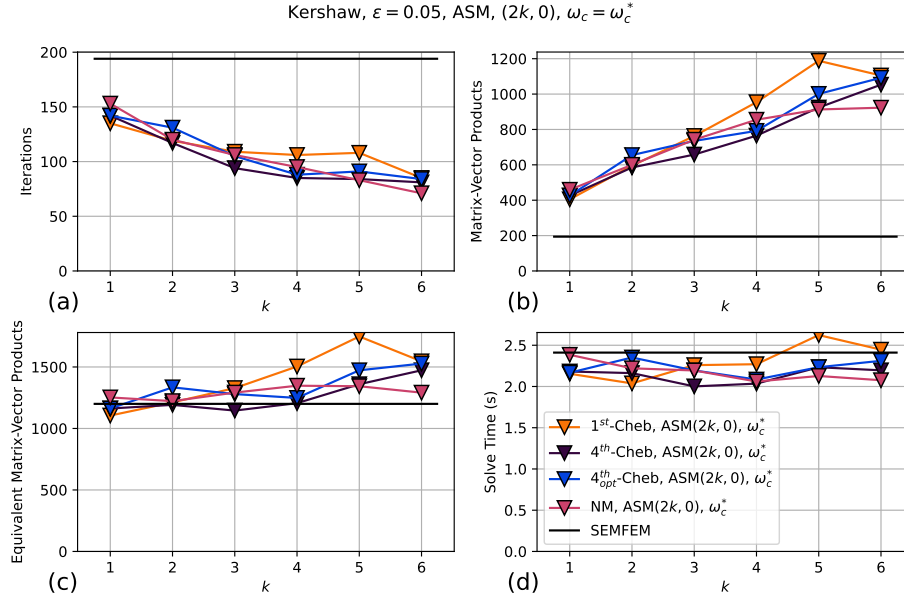 Kershaw, ε = 0.05, ASM, (2k, 0), ω_c = ω_c^*
200
150
100
50
0
Iterations
1 2 3 4 5 6
k
(a)
1200
1000
800
600
400
200
0
Matrix-Vector Products
1 2 3 4 5 6
k
(b)
1500
1000
500
0
Equivalent Matrix-Vector Products
1 2 3 4 5 6
k
(c)
2.5
2.0
1.5
1.0
0.5
0.0
Solve Time (s)
1^{st}-Cheb, ASM(2k, 0), ω_c^*
4^{th}-Cheb, ASM(2k, 0), ω_c^*
4^{th}_{opt}-Cheb, ASM(2k, 0), ω_c^*
NM, ASM(2k, 0), ω_c^*
SEMFEM
1 2 3 4 5 6
k
(d)